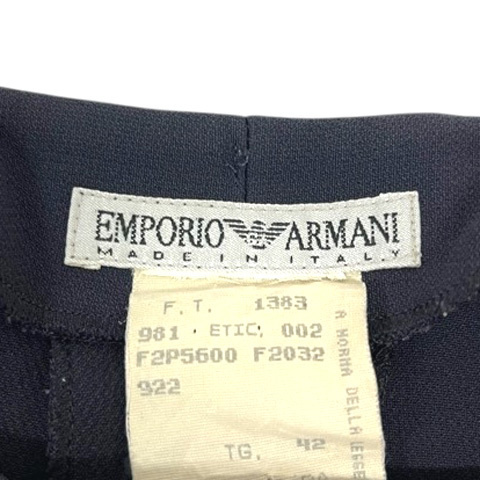 EMPORIO ARMANI
MADE IN ITALY
F.T. 1383
981 . ETIC, 002
F2P5600 F2032
922
TG, 42
A NORMA DELLA LEGGE